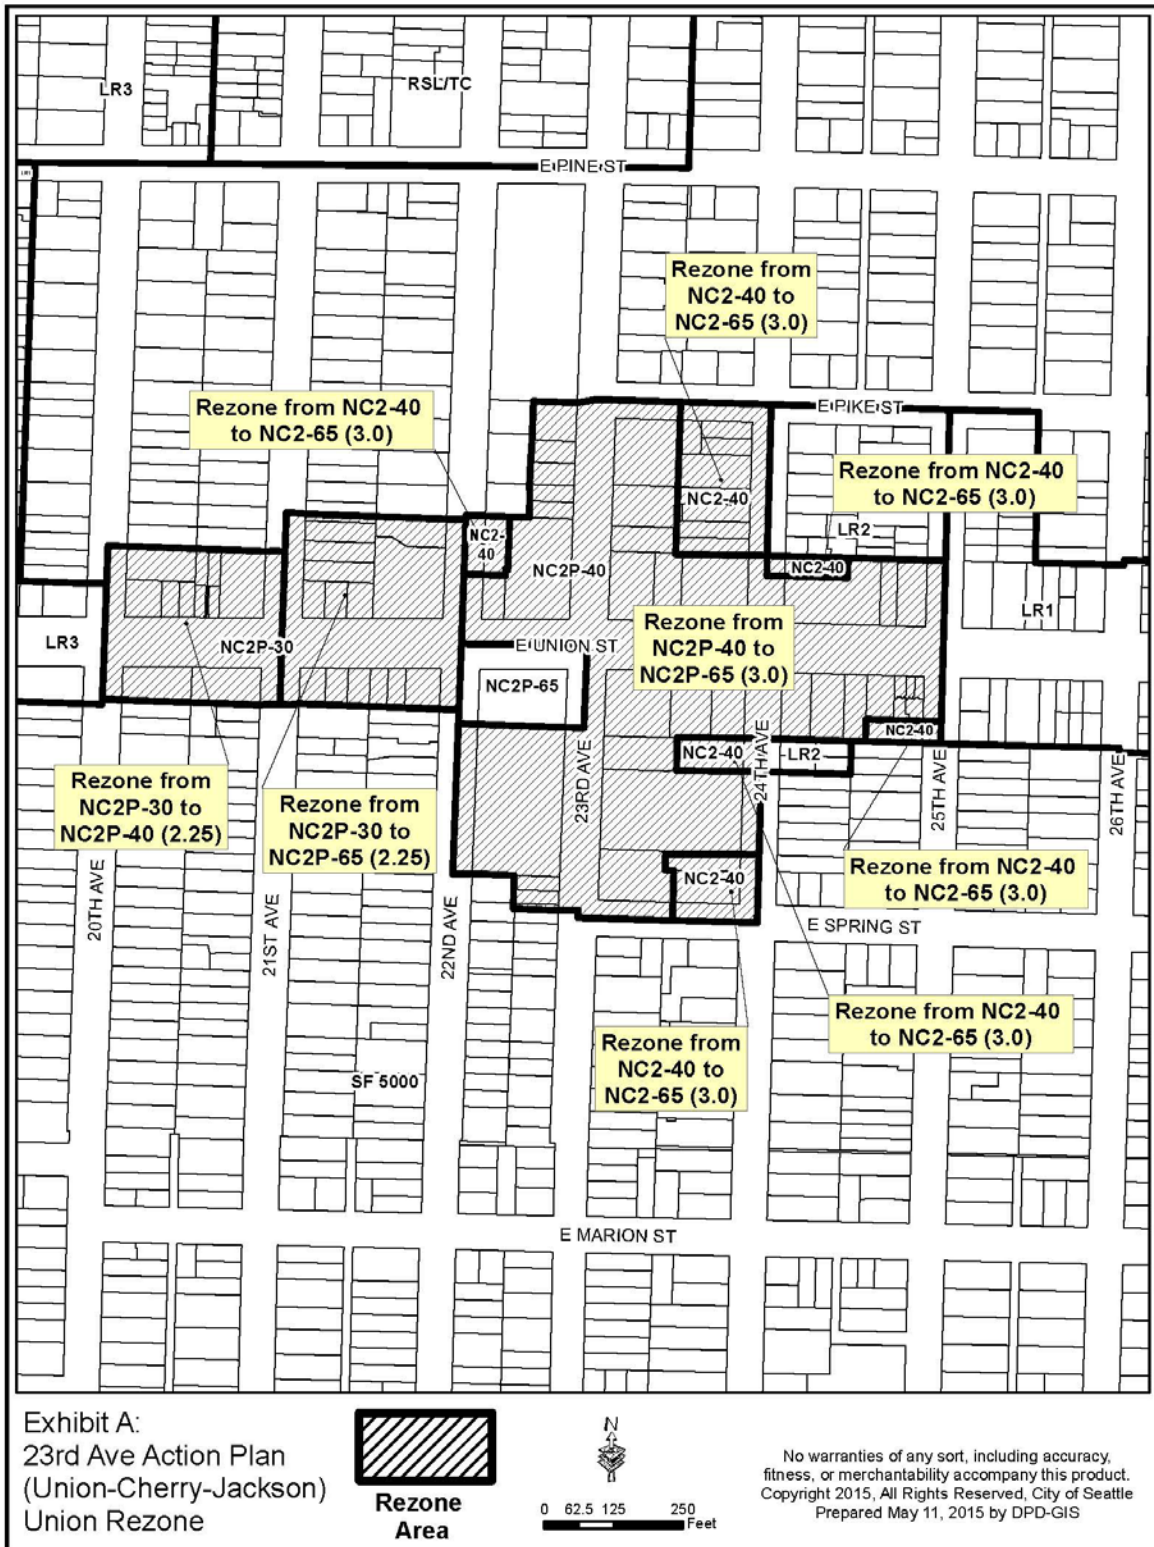 LR3
RSL/TC
E PINE ST
Rezone from
NC2-40 to
NC2-65 (3.0)
Rezone from NC2-40
to NC2-65 (3.0)
E PIKE ST
Rezone from NC2-40
to NC2-65 (3.0)
NC2-40
LR2
NC2-
40
NC2P-40
NC2-40
LR1
LR3
NC2P-30
E UNION ST
Rezone from
NC2P-40 to
NC2P-65 (3.0)
NC2P-65
NC2-40
NC2-40
LR2
23RD AVE
24TH AVE
25TH AVE
26TH AVE
Rezone from
NC2P-30 to
NC2P-40 (2.25)
Rezone from
NC2P-30 to
NC2P-65 (2.25)
Rezone from NC2-40
to NC2-65 (3.0)
NC2-40
20TH AVE
21ST AVE
22ND AVE
E SPRING ST
Rezone from NC2-40
to NC2-65 (3.0)
Rezone from
NC2-40 to
NC2-65 (3.0)
SF 5000
E MARION ST
Exhibit A:
23rd Ave Action Plan
(Union-Cherry-Jackson)
Union Rezone
Rezone
Area
N
0 62.5 125 250
Feet
No warranties of any sort, including accuracy,
fitness, or merchantability accompany this product.
Copyright 2015, All Rights Reserved, City of Seattle
Prepared May 11, 2015 by DPD-GIS